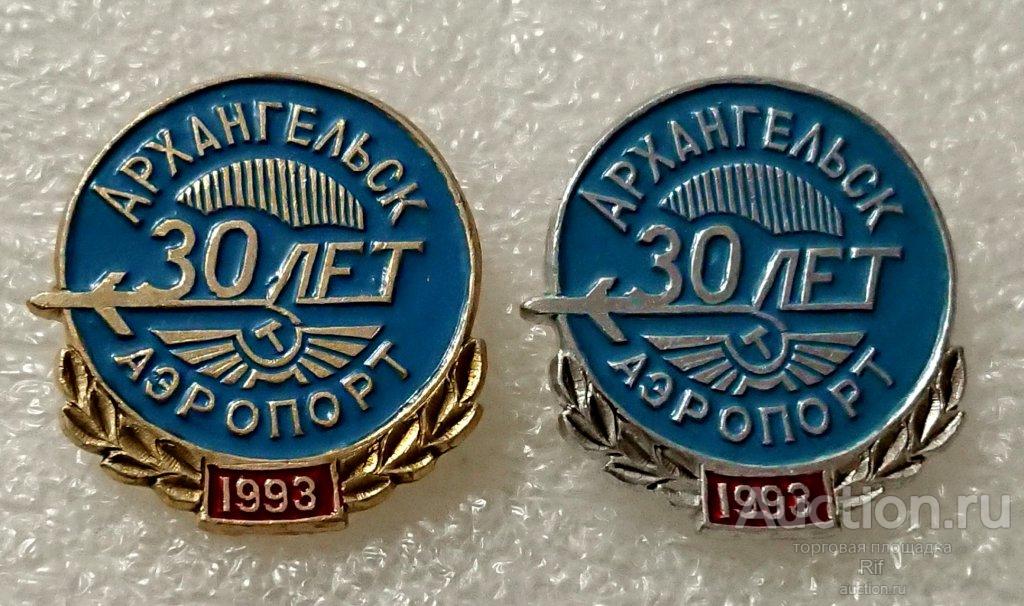 АРХАНГЕЛЬСК
30 ЛЕТ
Т
АЭРОПОРТ
1993
АРХАНГЕЛЬСК
30 ЛЕТ
Т
АЭРОПОРТ
1993
Auction.ru
торговая площадка
Rif
auction.ru